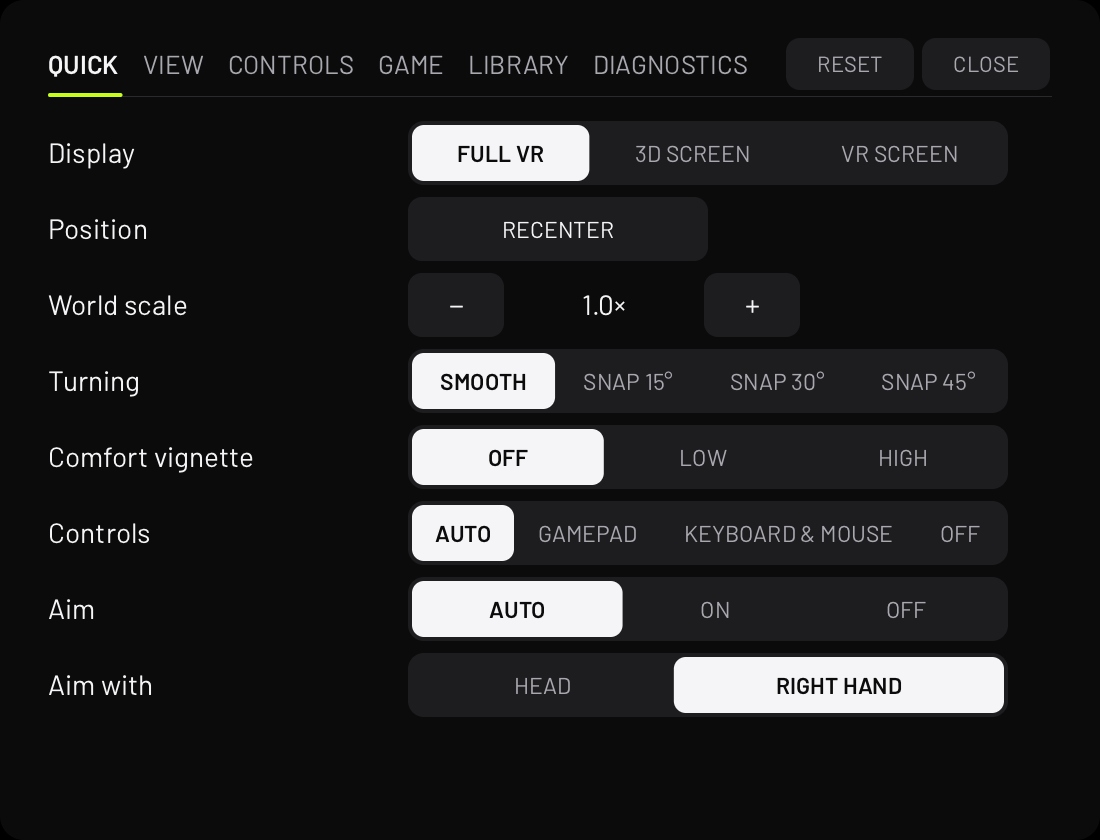 QUICK VIEW CONTROLS GAME LIBRARY DIAGNOSTICS RESET CLOSE
Display FULL VR 3D SCREEN VR SCREEN
Position RECENTER
World scale − 1.0× +
Turning SMOOTH SNAP 15° SNAP 30° SNAP 45°
Comfort vignette OFF LOW HIGH
Controls AUTO GAMEPAD KEYBOARD & MOUSE OFF
Aim AUTO ON OFF
Aim with HEAD RIGHT HAND